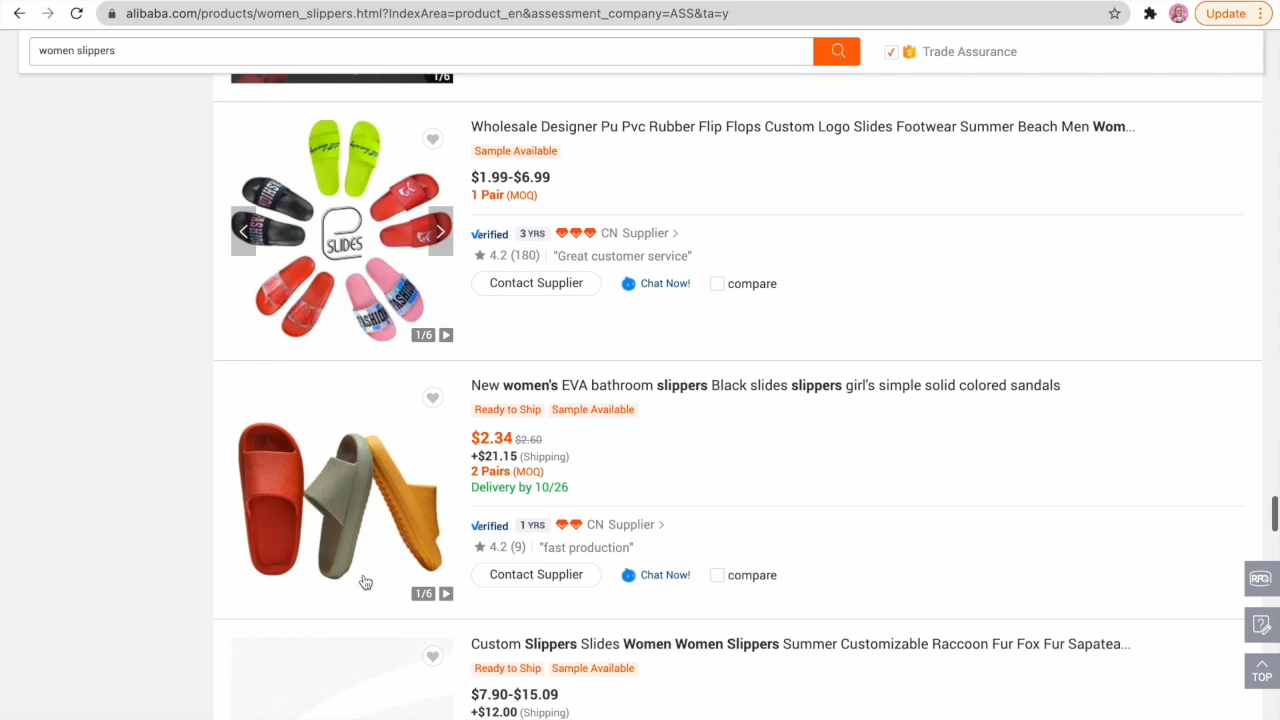 alibaba.com/products/women_slippers.html?IndexArea=product_en&assessment_company=ASS&ta=y
Update
women slippers
Trade Assurance
1/6
Wholesale Designer Pu Pvc Rubber Flip Flops Custom Logo Slides Footwear Summer Beach Men Wom...
Sample Available
$1.99-$6.99
1 Pair (MOQ)
Verified 3 YRS CN Supplier >
4.2 (180) "Great customer service"
Contact Supplier Chat Now! compare
SLIDES
FASHION
FASHION
1/6
New women's EVA bathroom slippers Black slides slippers girl's simple solid colored sandals
Ready to Ship Sample Available
$2.34 $2.60
+$21.15 (Shipping)
2 Pairs (MOQ)
Delivery by 10/26
Verified 1 YRS CN Supplier >
4.2 (9) "fast production"
Contact Supplier Chat Now! compare
1/6
RFQ
TOP
Custom Slippers Slides Women Women Slippers Summer Customizable Raccoon Fur Fox Fur Sapatea...
Ready to Ship Sample Available
$7.90-$15.09
+$12.00 (Shipping)